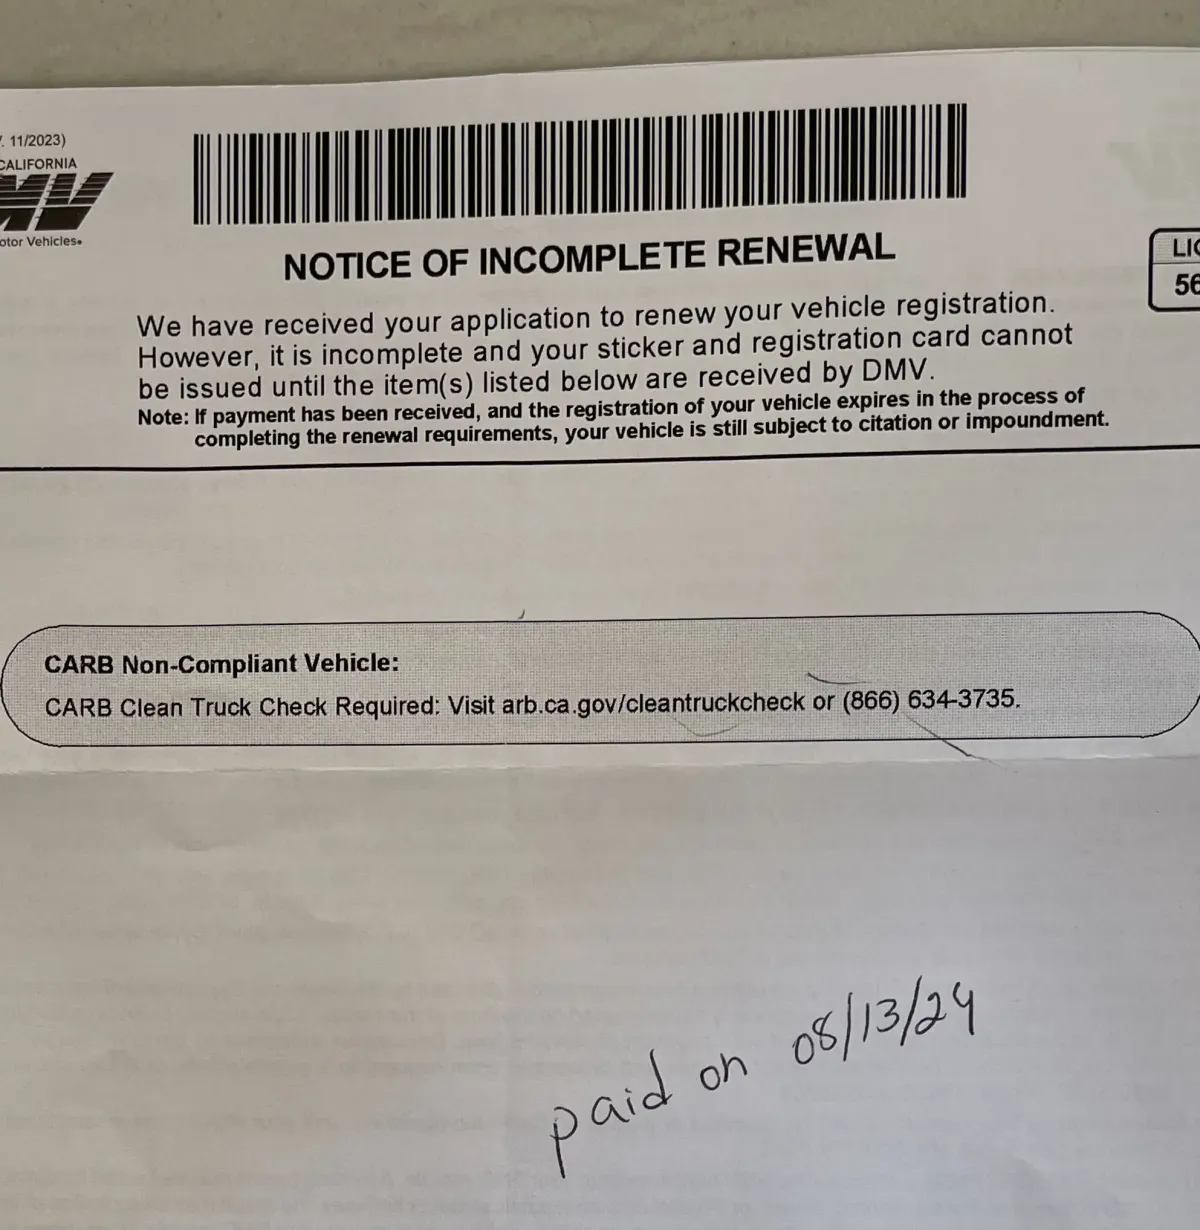 11/2023)
CALIFORNIA
Vehicles
NOTICE OF INCOMPLETE RENEWAL
LIC
56
We have received your application to renew your vehicle registration.
However, it is incomplete and your sticker and registration card cannot
be issued until the item(s) listed below are received by DMV.
Note: If payment has been received, and the registration of your vehicle expires in the process of
completing the renewal requirements, your vehicle is still subject to citation or impoundment.
CARB Non-Compliant Vehicle:
CARB Clean Truck Check Required: Visit arb.ca.gov/cleantruckcheck or (866) 634-3735.
paid on 08/13/24